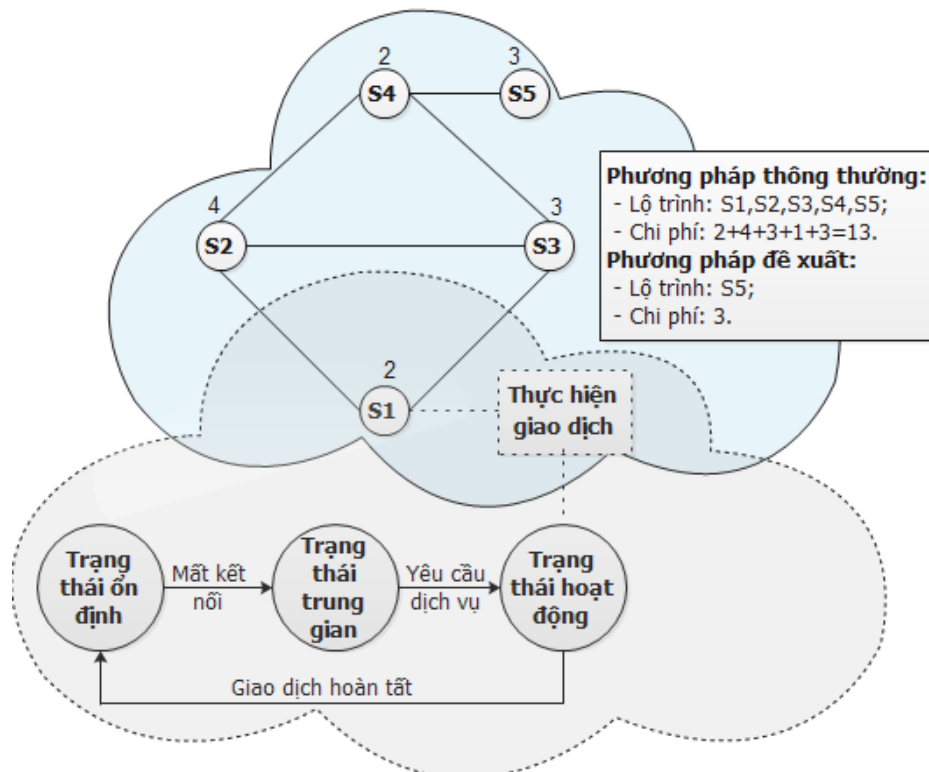 2
3
S4
S5
4
3
S2
S3
Phương pháp thông thường:
- Lộ trình: S1,S2,S3,S4,S5;
- Chi phí: 2+4+3+1+3=13.
Phương pháp đề xuất:
- Lộ trình: S5;
- Chi phí: 3.
2
S1
Thực hiện
giao dịch
Trạng
thái ổn
định
Mất kết
nối
Trạng
thái
trung
gian
Yêu cầu
dịch vụ
Trạng
thái hoạt
động
Giao dịch hoàn tất